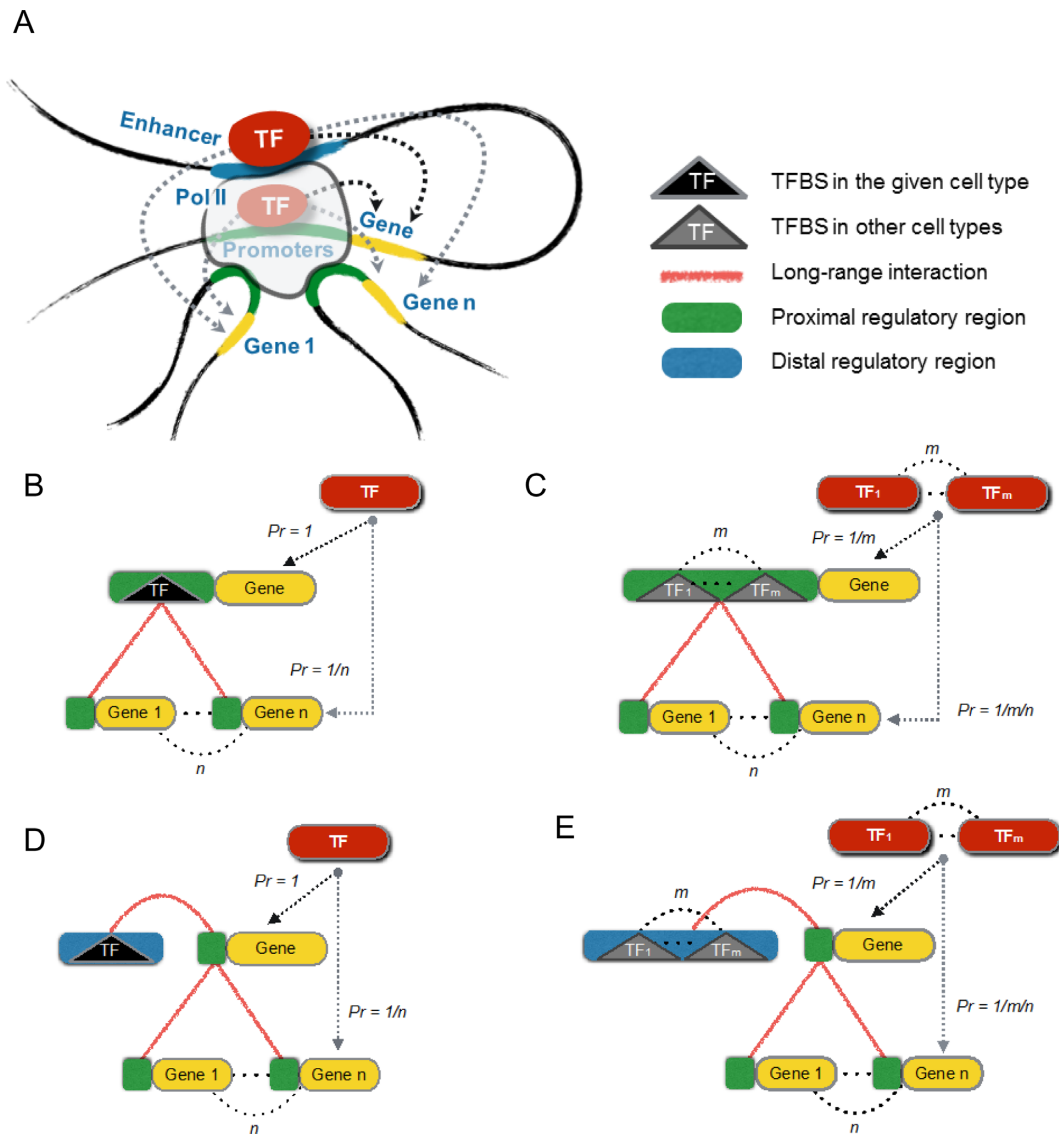 A
Enhancer
TF
Pol II
TF
Gene
Promoters
Gene n
Gene 1
TF
TFBS in the given cell type
TF
TFBS in other cell types
Long-range interaction
Proximal regulatory region
Distal regulatory region
B
TF
Pr = 1
TF
Gene
Pr = 1/n
Gene 1
Gene n
n
C
m
TF1
TFm
Pr = 1/m
m
TF1
TFm
Gene
Pr = 1/m/n
Gene 1
Gene n
n
D
TF
Pr = 1
TF
Gene
Pr = 1/n
Gene 1
Gene n
n
E
m
TF1
TFm
Pr = 1/m
m
TF1
TFm
Gene
Pr = 1/m/n
Gene 1
Gene n
n